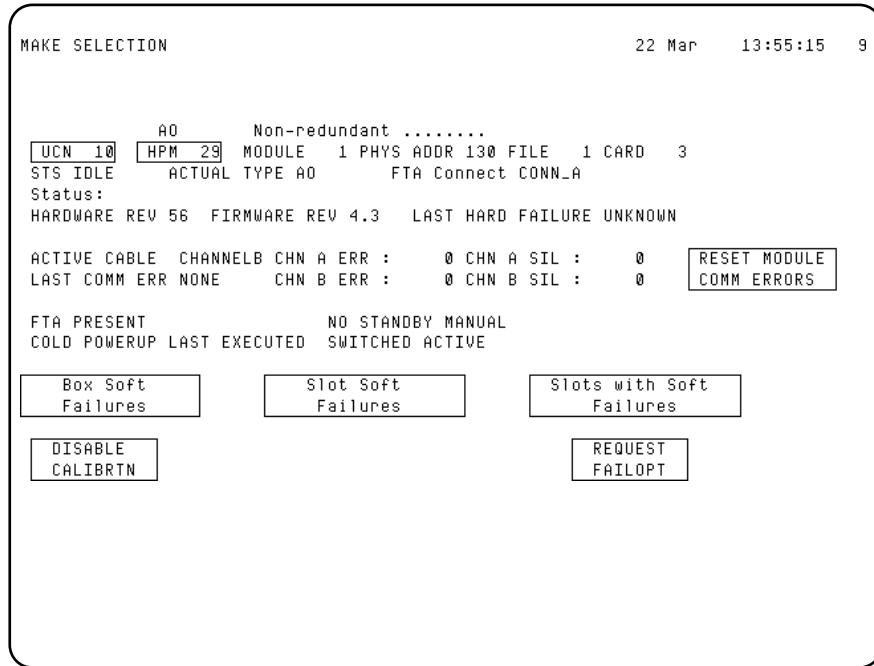 MAKE SELECTION 22 Mar 13:55:15 9
AO Non-redundant ........
UCN 10 HPM 29 MODULE 1 PHYS ADDR 130 FILE 1 CARD 3
STS IDLE ACTUAL TYPE AO FTA Connect CONN_A
Status:
HARDWARE REV 56 FIRMWARE REV 4.3 LAST HARD FAILURE UNKNOWN
ACTIVE CABLE CHANNELB CHN A ERR : 0 CHN A SIL : 0 RESET MODULE
LAST COMM ERR NONE CHN B ERR : 0 CHN B SIL : 0 COMM ERRORS
FTA PRESENT NO STANDBY MANUAL
COLD POWERUP LAST EXECUTED SWITCHED ACTIVE
Box Soft Slot Soft Slots with Soft
Failures Failures Failures
DISABLE REQUEST
CALIBRTN FAILOPT